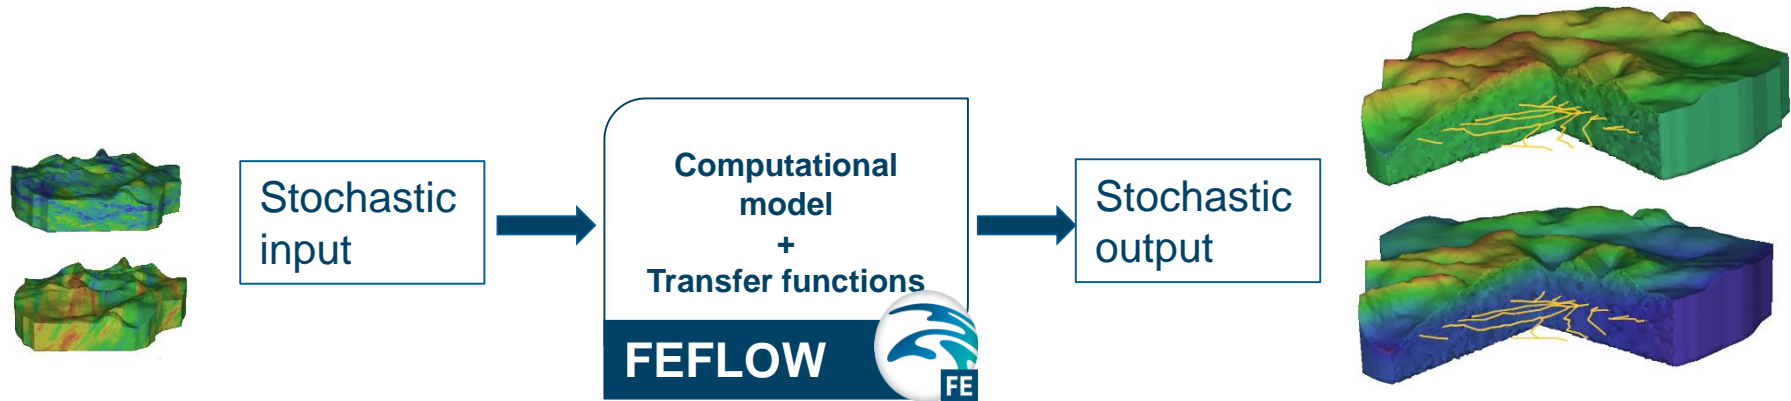 Stochastic
input
Computational
model
+
Transfer functions
FEFLOW
FE
Stochastic
output